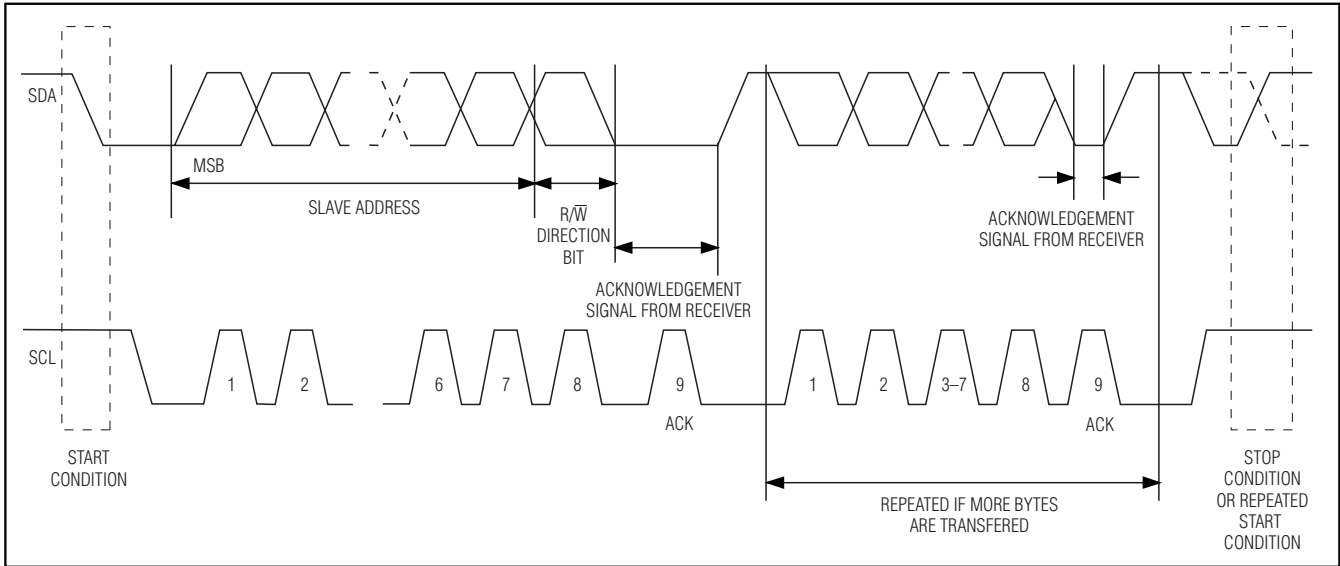 SDA
MSB
SLAVE ADDRESS
R/W̅
DIRECTION
BIT
ACKNOWLEDGEMENT
SIGNAL FROM RECEIVER
ACKNOWLEDGEMENT
SIGNAL FROM RECEIVER
SCL
1 2 6 7 8 9 1 2 3–7 8 9
ACK ACK
START
CONDITION
REPEATED IF MORE BYTES
ARE TRANSFERED
STOP
CONDITION
OR REPEATED
START
CONDITION